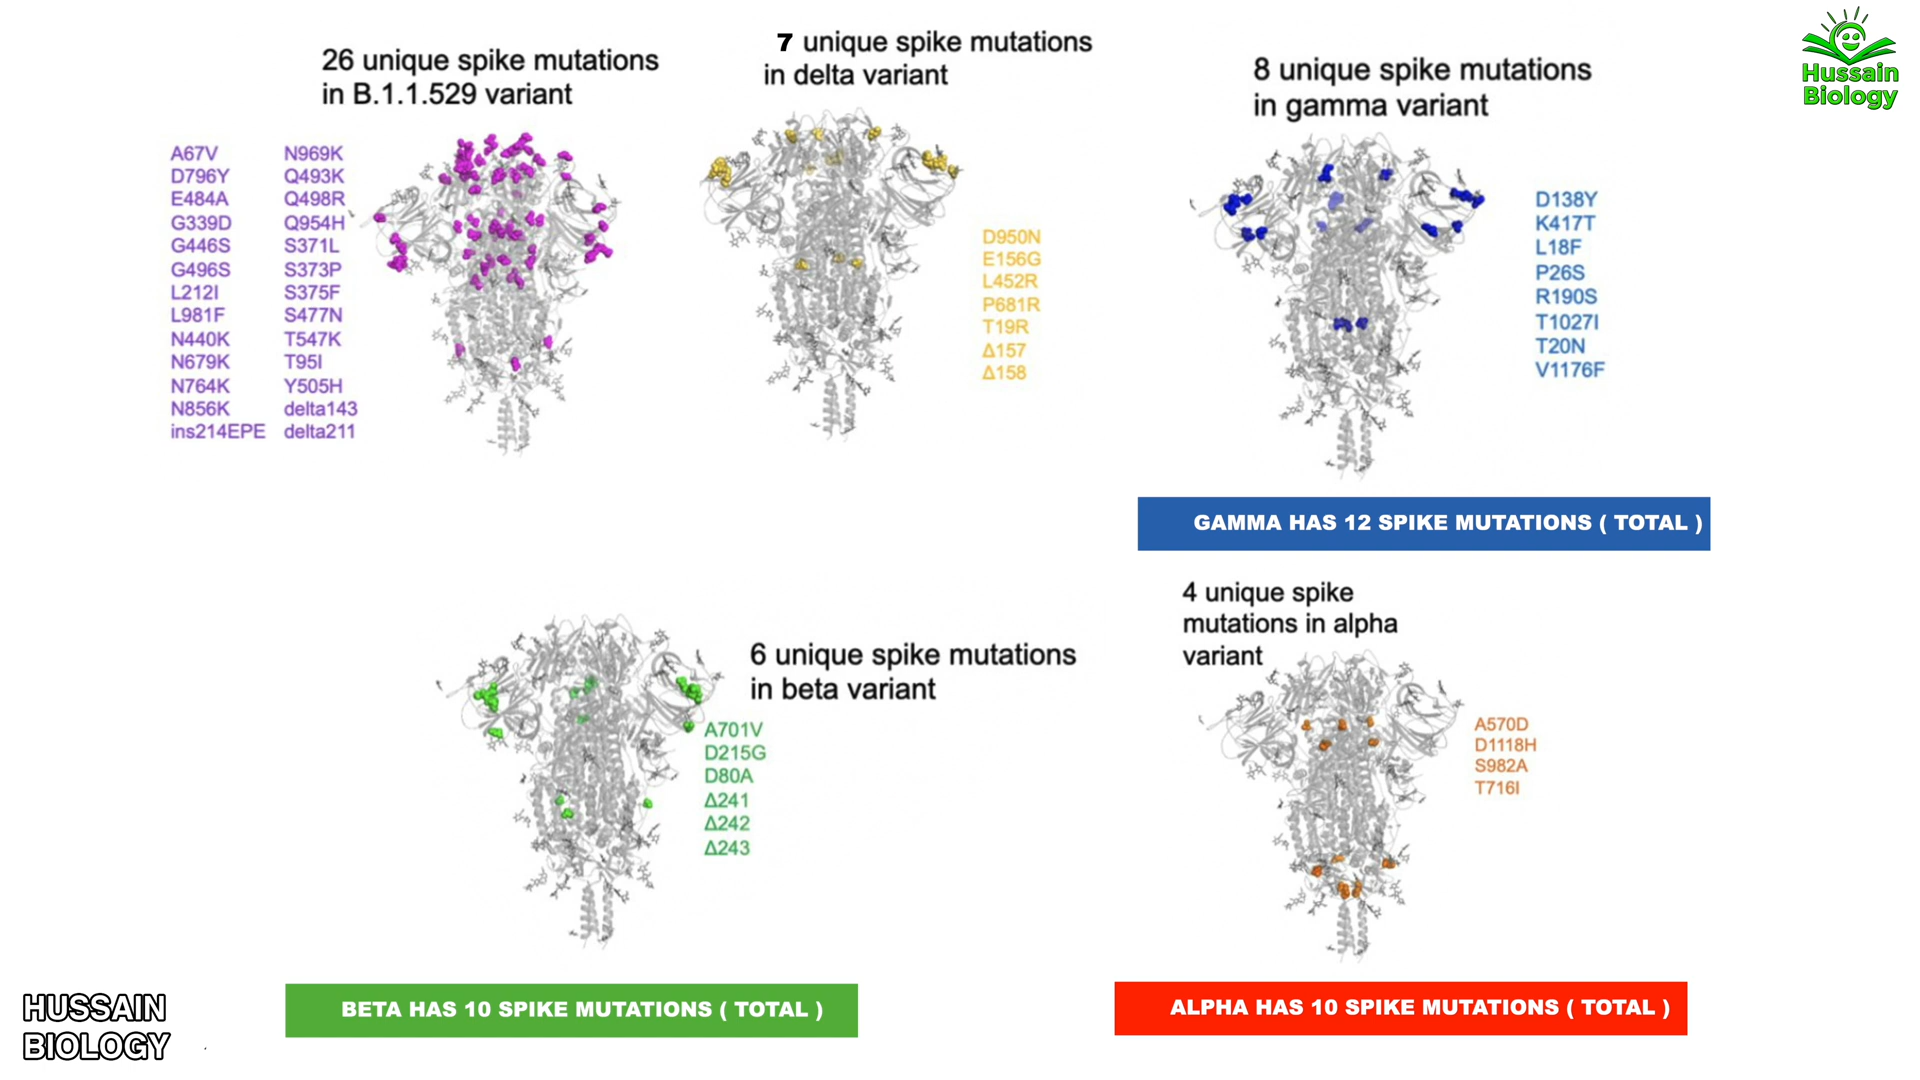 26 unique spike mutations
in B.1.1.529 variant
A67V N969K
D796Y Q493K
E484A Q498R
G339D Q954H
G446S S371L
G496S S373P
L212I S375F
L981F S477N
N440K T547K
N679K T95I
N764K Y505H
N856K delta143
ins214EPE delta211
7 unique spike mutations
in delta variant
D950N
E156G
L452R
P681R
T19R
Δ157
Δ158
8 unique spike mutations
in gamma variant
D138Y
K417T
L18F
P26S
R190S
T1027I
T20N
V1176F
Hussain
Biology
GAMMA HAS 12 SPIKE MUTATIONS ( TOTAL )
6 unique spike mutations
in beta variant
A701V
D215G
D80A
Δ241
Δ242
Δ243
4 unique spike
mutations in alpha
variant
A570D
D1118H
S982A
T716I
HUSSAIN
BIOLOGY
BETA HAS 10 SPIKE MUTATIONS ( TOTAL )
ALPHA HAS 10 SPIKE MUTATIONS ( TOTAL )